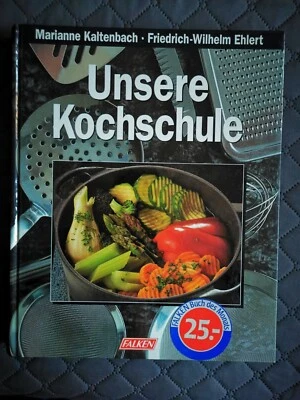 Marianne Kaltenbach · Friedrich-Wilhelm Ehlert
Unsere
Kochschule
FALKEN Buch des Monats
25.-
FALKEN